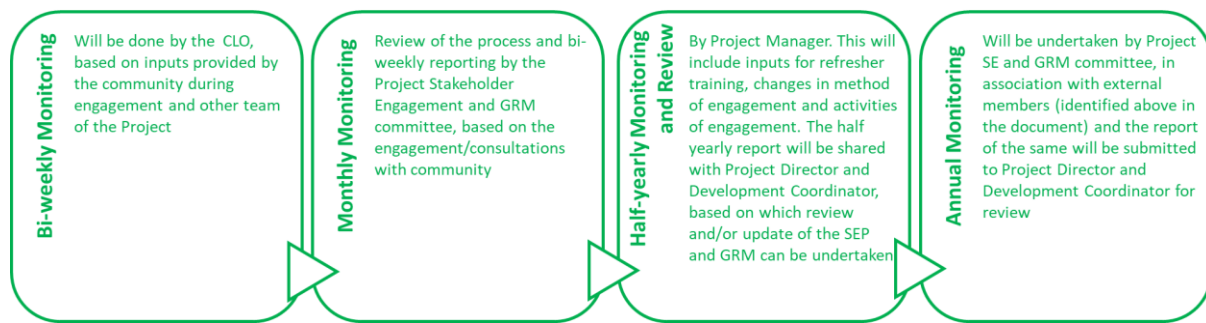 Bi-weekly Monitoring
Will be done by the CLO,
based on inputs provided by
the community during
engagement and other team
of the Project
Monthly Monitoring
Review of the process and bi-
weekly reporting by the
Project Stakeholder
Engagement and GRM
committee, based on the
engagement/consultations
with community
Half-yearly Monitoring
and Review
By Project Manager. This will
include inputs for refresher
training, changes in method
of engagement and activities
of engagement. The half
yearly report will be shared
with Project Director and
Development Coordinator,
based on which review
and/or update of the SEP
and GRM can be undertaken
Annual Monitoring
Will be undertaken by Project
SE and GRM committee, in
association with external
members (identified above in
the document) and the report
of the same will be submitted
to Project Director and
Development Coordinator for
review